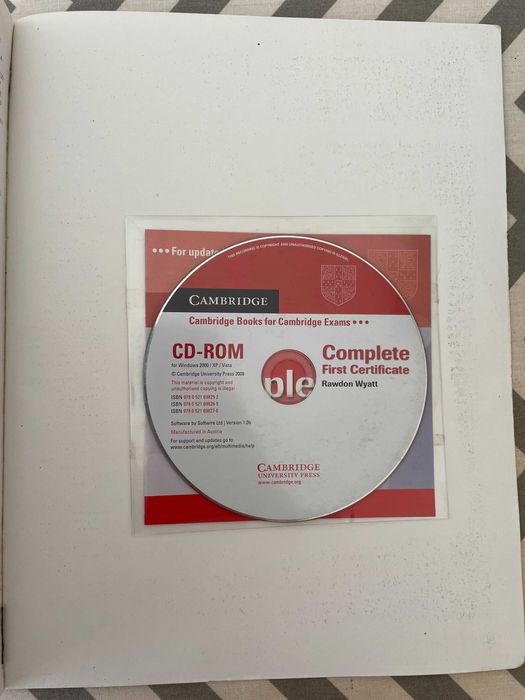 •••For update
THIS RECORDING IS COPYRIGHT AND UNAUTHORISED COPYING IS ILLEGAL
CAMBRIDGE
Cambridge Books for Cambridge Exams •••
CD-ROM
for Windows 2000 / XP / Vista
© Cambridge University Press 2008
This material is copyright and
unauthorised copying is illegal
ISBN 978 0 521 69825 2
ISBN 978 0 521 69826 9
ISBN 978 0 521 69827 6
Software by Softwire Ltd | Version 1.0b
Manufactured in Austria
For support and updates go to
www.cambridge.org/elt/multimedia/help
ple
Complete
First Certificate
Rawdon Wyatt
CAMBRIDGE
UNIVERSITY PRESS
www.cambridge.org